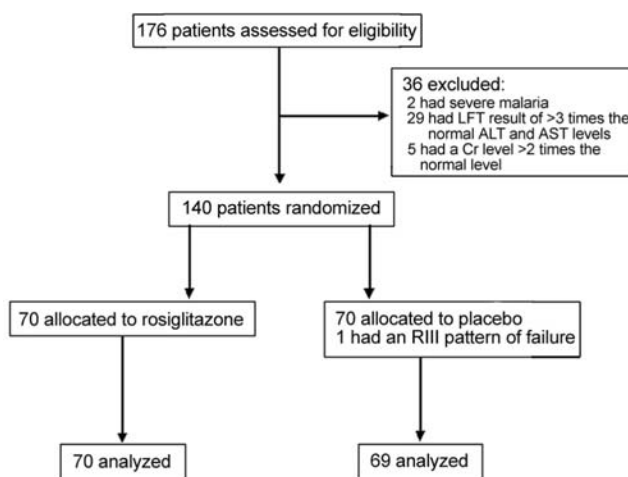 176 patients assessed for eligibility
36 excluded:
2 had severe malaria
29 had LFT result of >3 times the
normal ALT and AST levels
5 had a Cr level >2 times the
normal level
140 patients randomized
70 allocated to rosiglitazone
70 allocated to placebo
1 had an RIII pattern of failure
70 analyzed
69 analyzed